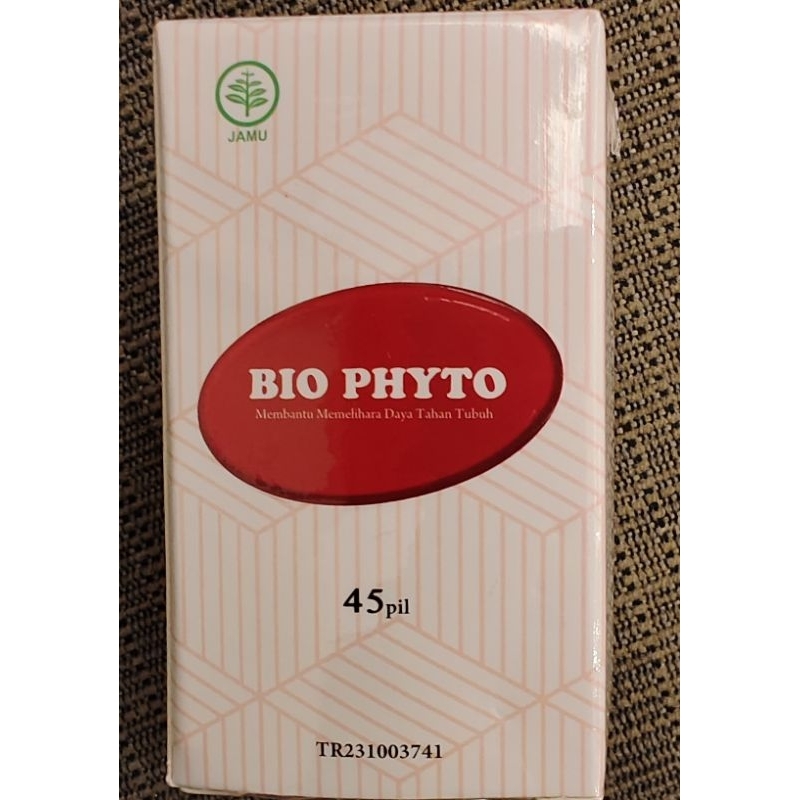 JAMU
BIO PHYTO
Membantu Memelihara Daya Tahan Tubuh
45pil
TR231003741